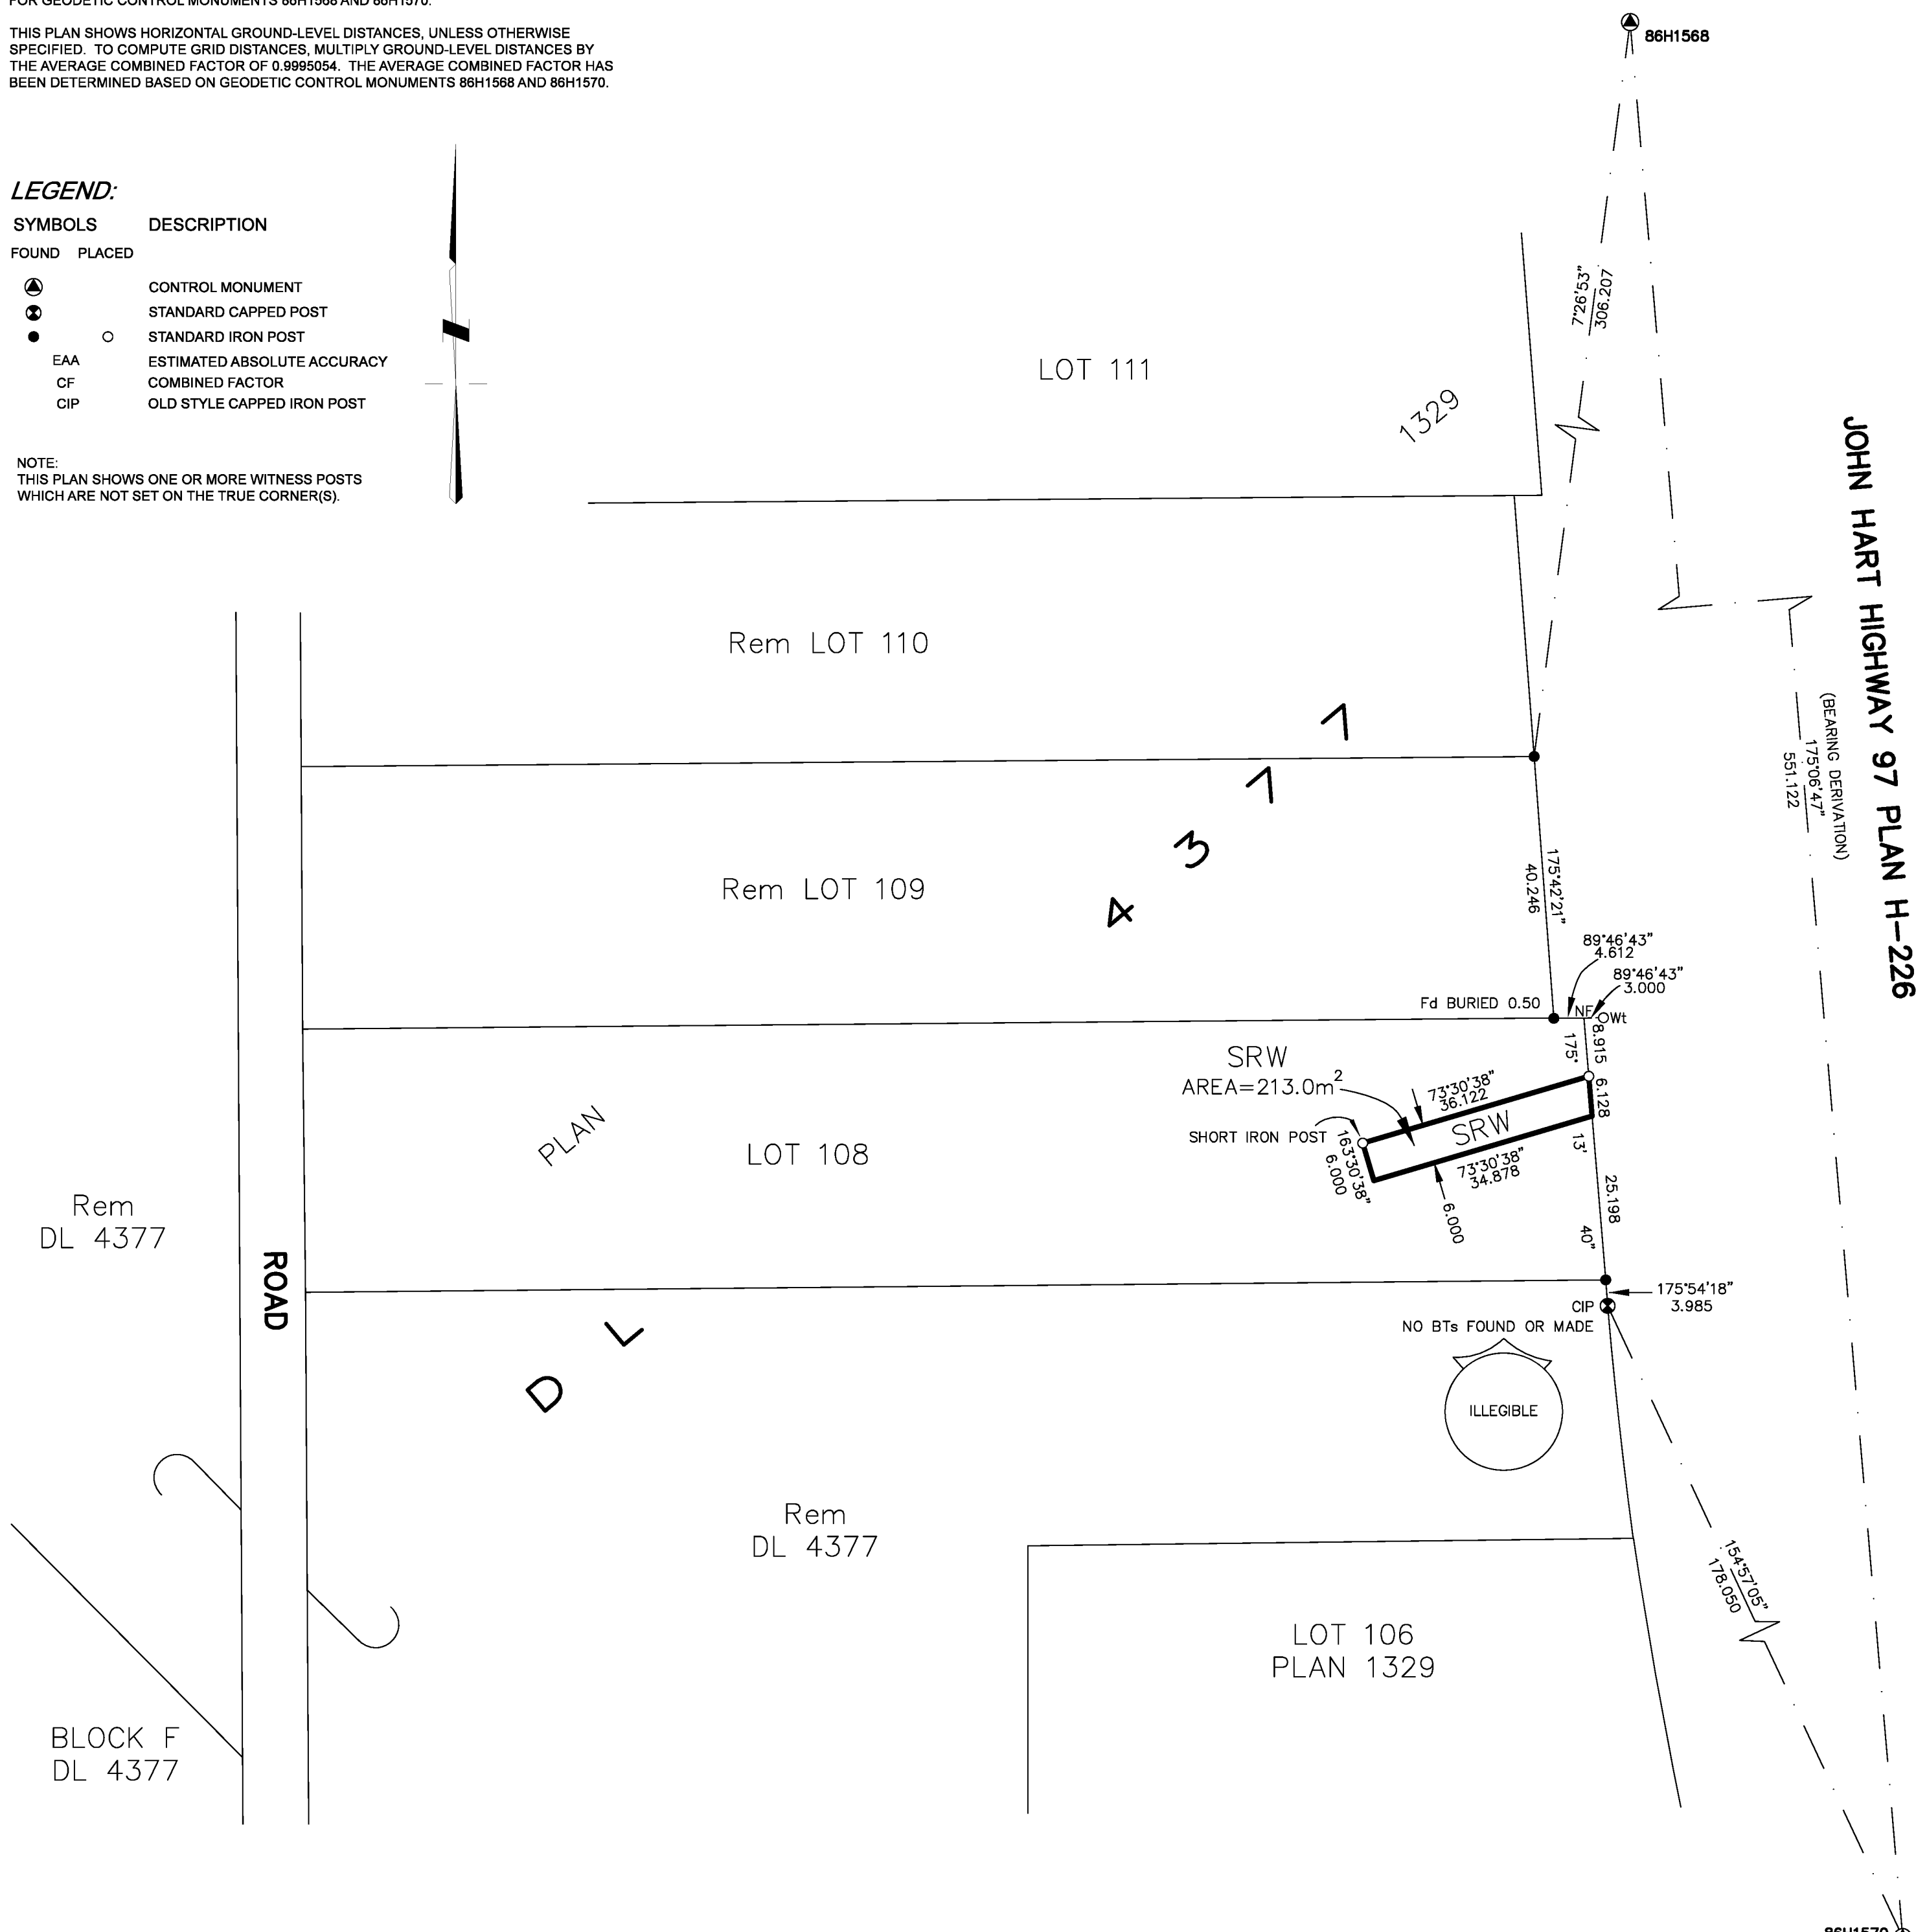 FOR GEODETIC CONTROL MONUMENTS 86H1568 AND 86H1570.
THIS PLAN SHOWS HORIZONTAL GROUND-LEVEL DISTANCES, UNLESS OTHERWISE
SPECIFIED. TO COMPUTE GRID DISTANCES, MULTIPLY GROUND-LEVEL DISTANCES BY
THE AVERAGE COMBINED FACTOR OF 0.9995054. THE AVERAGE COMBINED FACTOR HAS
BEEN DETERMINED BASED ON GEODETIC CONTROL MONUMENTS 86H1568 AND 86H1570.
LEGEND:
SYMBOLS DESCRIPTION
FOUND PLACED
CONTROL MONUMENT
STANDARD CAPPED POST
STANDARD IRON POST
EAA ESTIMATED ABSOLUTE ACCURACY
CF COMBINED FACTOR
CIP OLD STYLE CAPPED IRON POST
NOTE:
THIS PLAN SHOWS ONE OR MORE WITNESS POSTS
WHICH ARE NOT SET ON THE TRUE CORNER(S).
86H1568
7°26'53"
306.207
LOT 111
1329
JOHN HART HIGHWAY 97 PLAN H-226
(BEARING DERIVATION)
175°06'47"
551.122
Rem LOT 110
Rem LOT 109
175°42'21"
40.246
89°46'43"
4.612
89°46'43"
3.000
Fd BURIED 0.50
NF
Wt
8.915
175°
SRW
AREA=213.0m2
73°30'38"
36.122
6.128
SRW
SHORT IRON POST
163°30'38"
6.000
73°30'38"
34.878
6.000
13'
25.198
40"
PLAN
LOT 108
Rem
DL 4377
ROAD
D L 4 3 7 7
175°54'18"
3.985
CIP
NO BTs FOUND OR MADE
ILLEGIBLE
154°57'05"
178.050
Rem
DL 4377
LOT 106
PLAN 1329
BLOCK F
DL 4377
86H1570